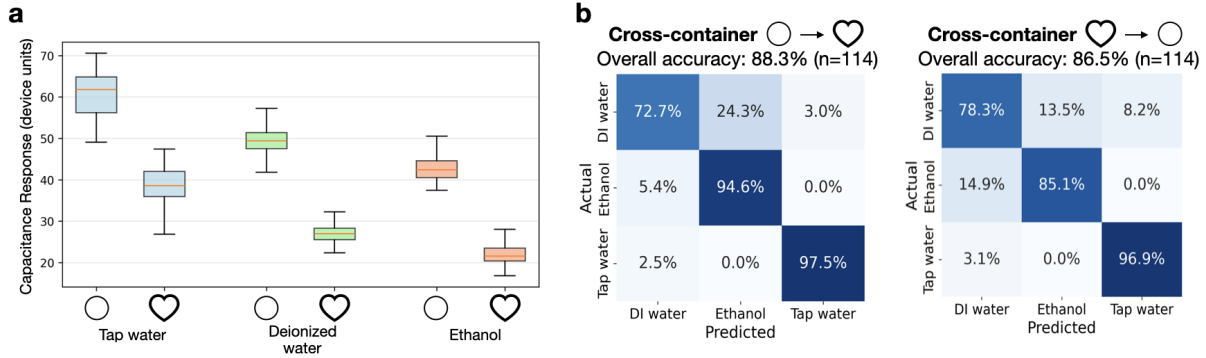 a
Capacitance Response (device units)
70
60
50
40
30
20
Tap water
Deionized
water
Ethanol
b
Cross-container → 
Overall accuracy: 88.3% (n=114)
Actual
DI water
Ethanol
Tap water
72.7% 24.3% 3.0%
5.4% 94.6% 0.0%
2.5% 0.0% 97.5%
DI water Ethanol Tap water
Predicted
Cross-container → 
Overall accuracy: 86.5% (n=114)
Actual
DI water
Ethanol
Tap water
78.3% 13.5% 8.2%
14.9% 85.1% 0.0%
3.1% 0.0% 96.9%
DI water Ethanol Tap water
Predicted